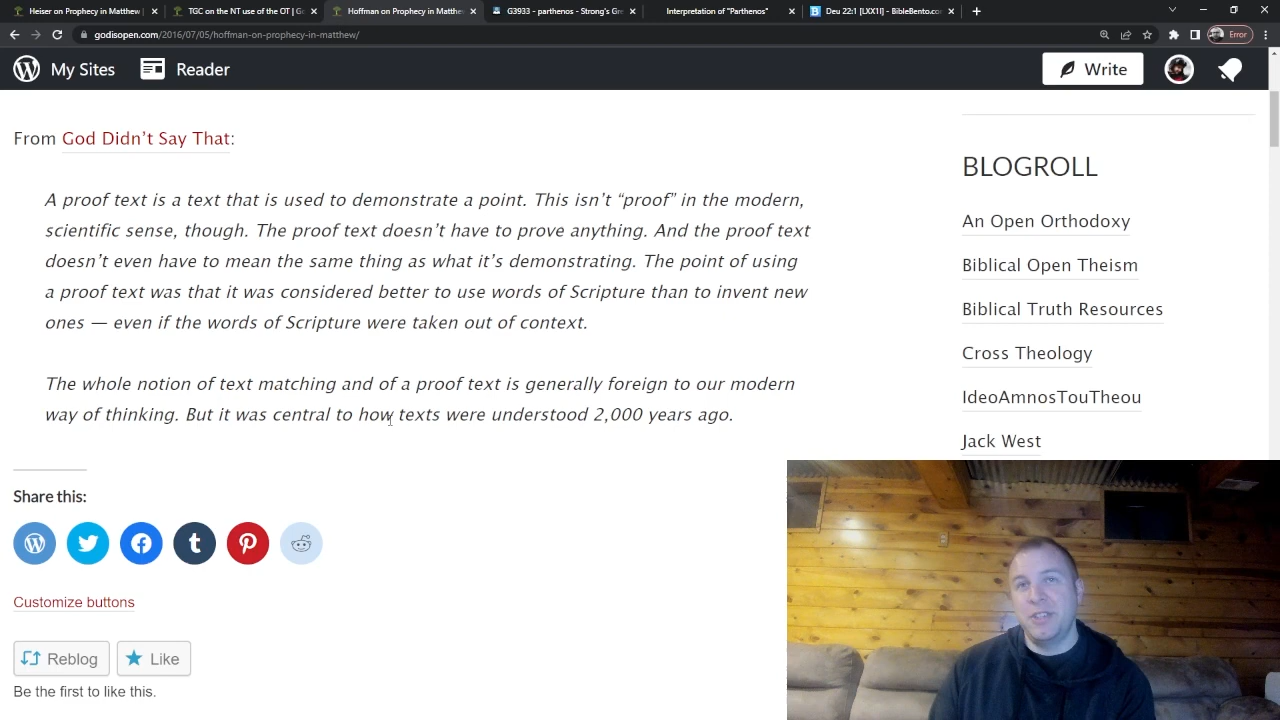 Heiser on Prophecy in Matthew |
TGC on the NT use of the OT | Go
Hoffman on Prophecy in Matthew
G3933 - parthenos - Strong's Gre
Interpretation of "Parthenos"
Deu 22:1 [LXX1] - BibleBento.co
godisopen.com/2016/07/05/hoffman-on-prophecy-in-matthew/
Error
My Sites
Reader
Write
From God Didn't Say That:
A proof text is a text that is used to demonstrate a point. This isn't “proof” in the modern,
scientific sense, though. The proof text doesn't have to prove anything. And the proof text
doesn't even have to mean the same thing as what it's demonstrating. The point of using
a proof text was that it was considered better to use words of Scripture than to invent new
ones — even if the words of Scripture were taken out of context.
The whole notion of text matching and of a proof text is generally foreign to our modern
way of thinking. But it was central to how texts were understood 2,000 years ago.
Share this:
Customize buttons
Reblog
Like
Be the first to like this.
BLOGROLL
An Open Orthodoxy
Biblical Open Theism
Biblical Truth Resources
Cross Theology
IdeoAmnosTouTheou
Jack West